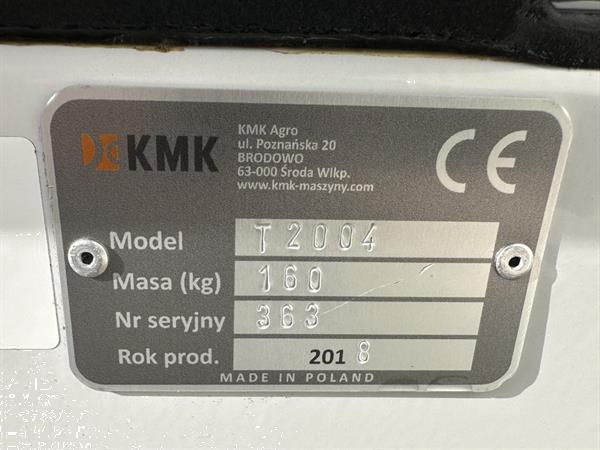 KMK
KMK Agro
ul. Poznańska 20
BRODOWO
63-000 Środa Wlkp.
www.kmk-maszyny.com
CE
Model T2004
Masa (kg) 160
Nr seryjny 363
Rok prod. 2018
MADE IN POLAND